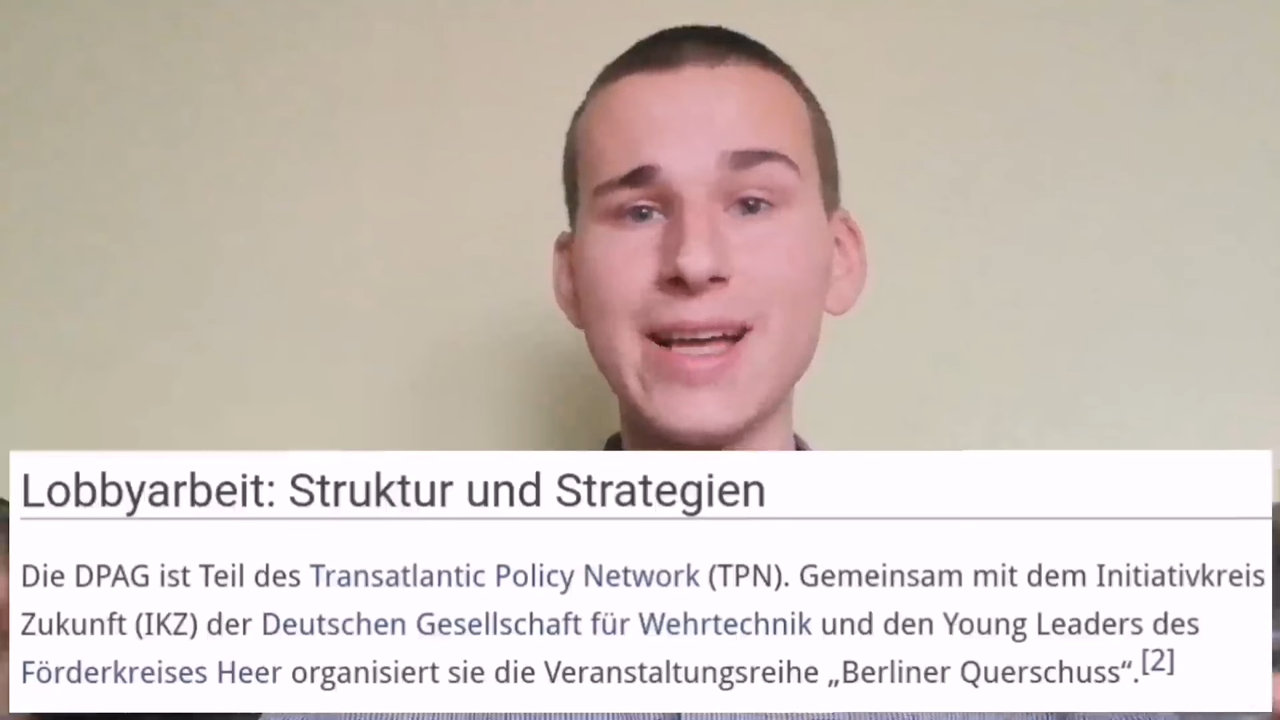 Lobbyarbeit: Struktur und Strategien
Die DPAG ist Teil des Transatlantic Policy Network (TPN). Gemeinsam mit dem Initiativkreis
Zukunft (IKZ) der Deutschen Gesellschaft für Wehrtechnik und den Young Leaders des
Förderkreises Heer organisiert sie die Veranstaltungsreihe „Berliner Querschuss“.[2]